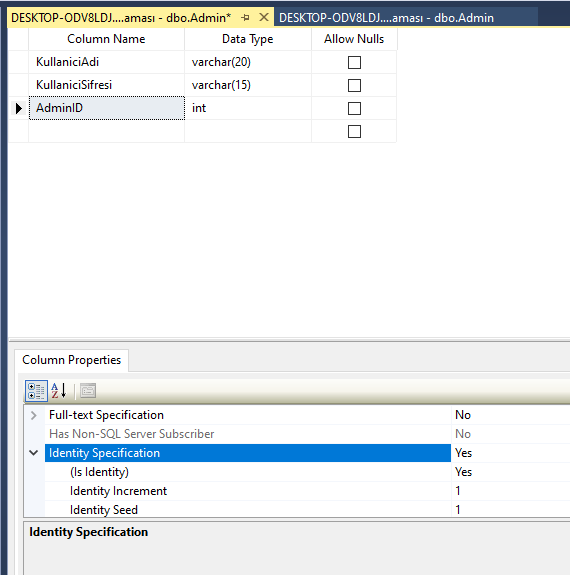 DESKTOP-ODV8LDJ....aması - dbo.Admin* DESKTOP-ODV8LDJ....aması - dbo.Admin
Column Name Data Type Allow Nulls
KullaniciAdi varchar(20)
KullaniciSifresi varchar(15)
AdminID int
Column Properties
Full-text Specification No
Has Non-SQL Server Subscriber No
Identity Specification Yes
(Is Identity) Yes
Identity Increment 1
Identity Seed 1
Identity Specification